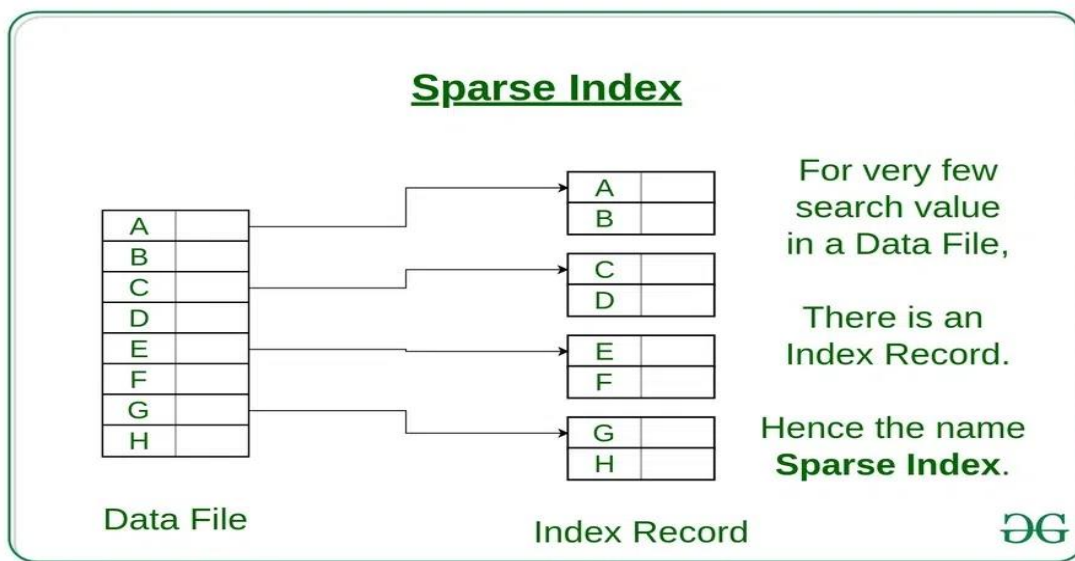 Sparse Index
A
B
C
D
E
F
G
H
Data File
A
B
C
D
E
F
G
H
Index Record
For very few
search value
in a Data File,
There is an
Index Record.
Hence the name
Sparse Index.